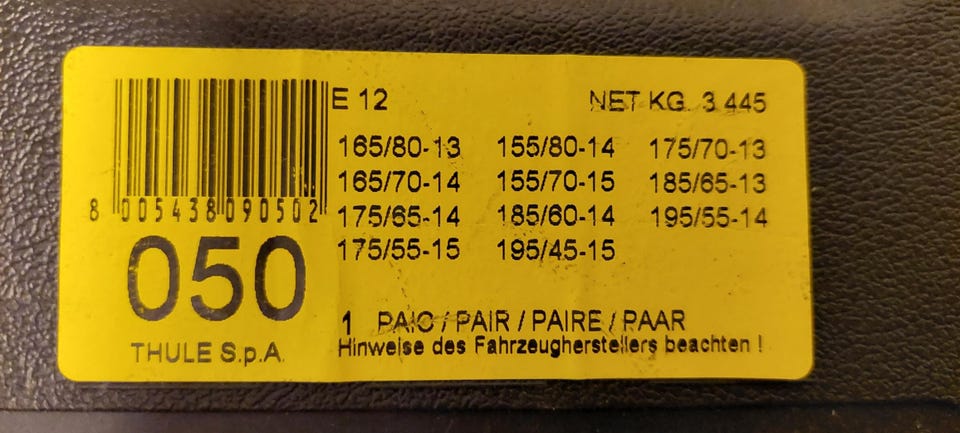 E 12 NET KG. 3.445
165/80-13 155/80-14 175/70-13
165/70-14 155/70-15 185/65-13
175/65-14 185/60-14 195/55-14
175/55-15 195/45-15
8 005438 090502
050
THULE S.p.A.
1 PAIO / PAIR / PAIRE / PAAR
Hinweise des Fahrzeugherstellers beachten !